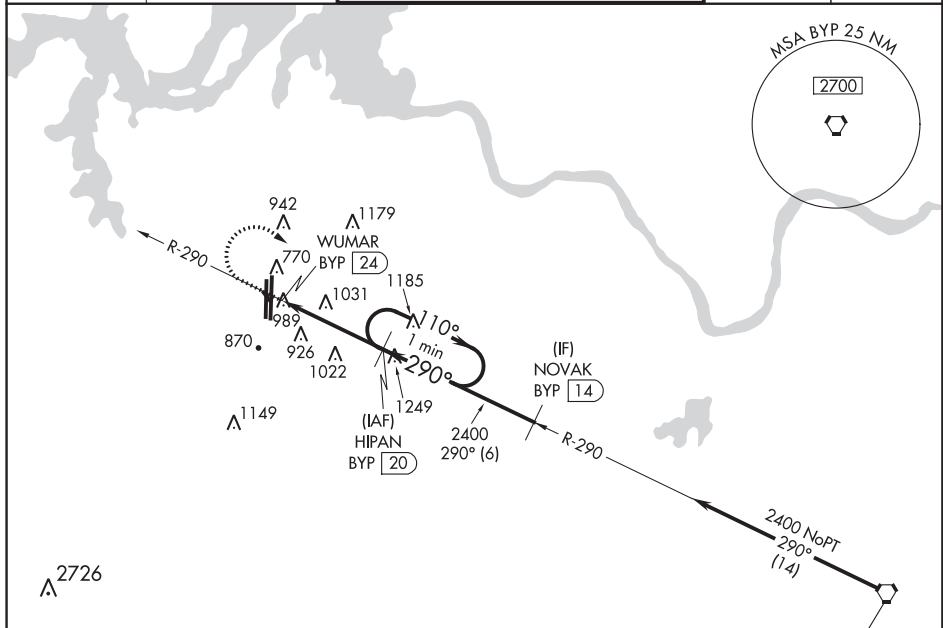 MSA BYP 25 NM
2700
942
1179
WUMAR
BYP 24
R-290
770
1031
1185
989
110°
1 min
870
926
1022
290°
(IF)
NOVAK
BYP 14
1149
1249
(IAF)
HIPAN
BYP 20
2400
290° (6)
R-290
2400 NoPT
290°
(14)
2726